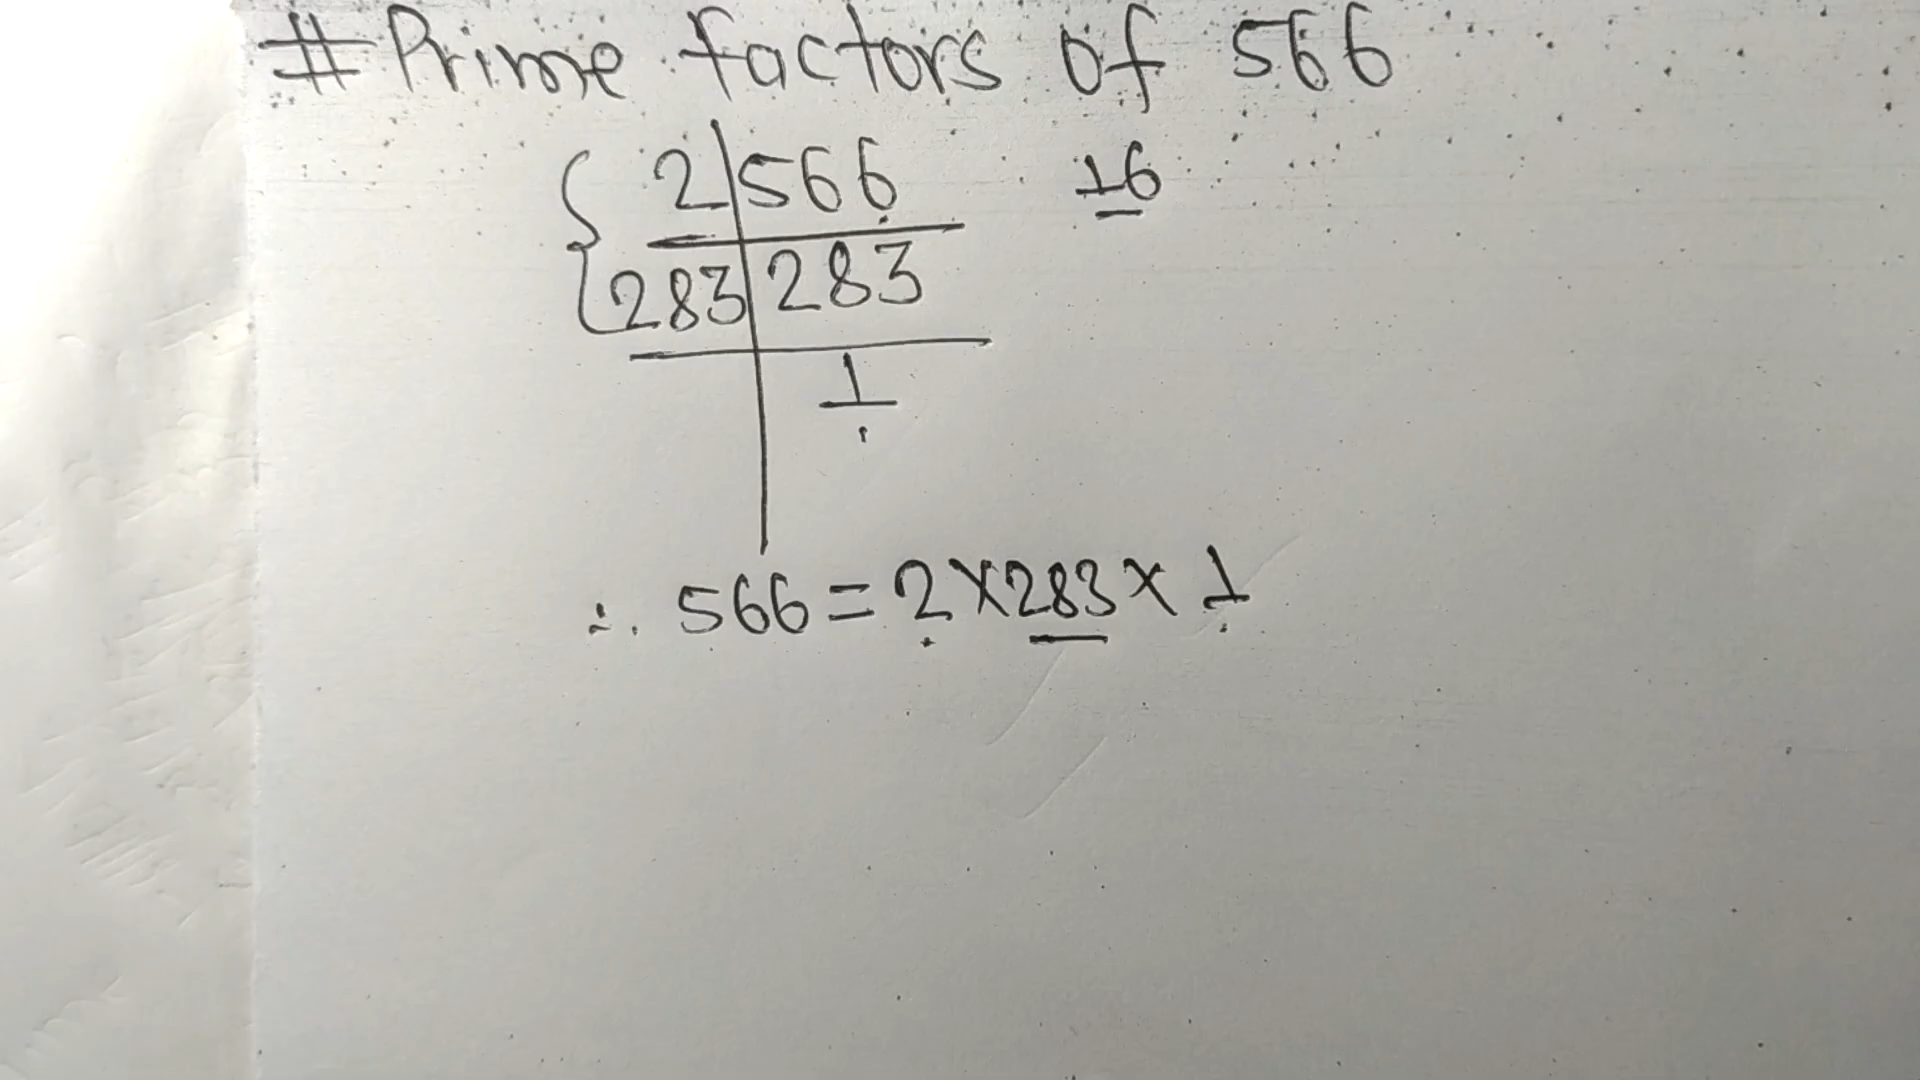 # Prime factors of 566
2 566 16
283 283
1
∴ 566 = 2 × 283 × 1